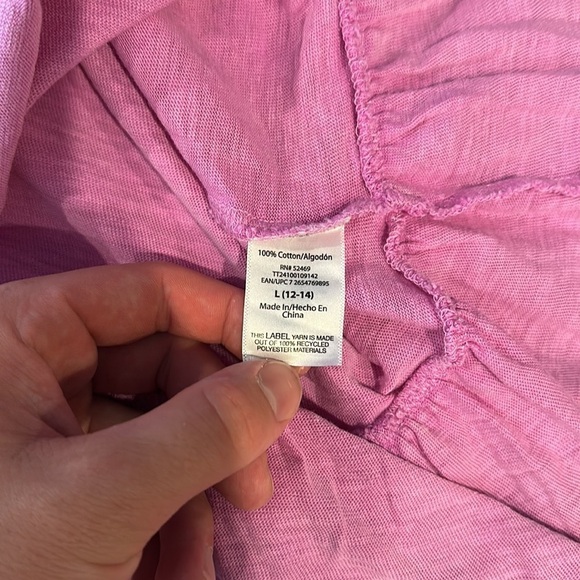 100% Cotton/Algodón
RN# 52469
TT24100109142
EAN/UPC 7 2654769895
L (12-14)
Made In/Hecho En
China
THIS LABEL YARN IS MADE
OUT OF 100% RECYCLED
POLYESTER MATERIALS